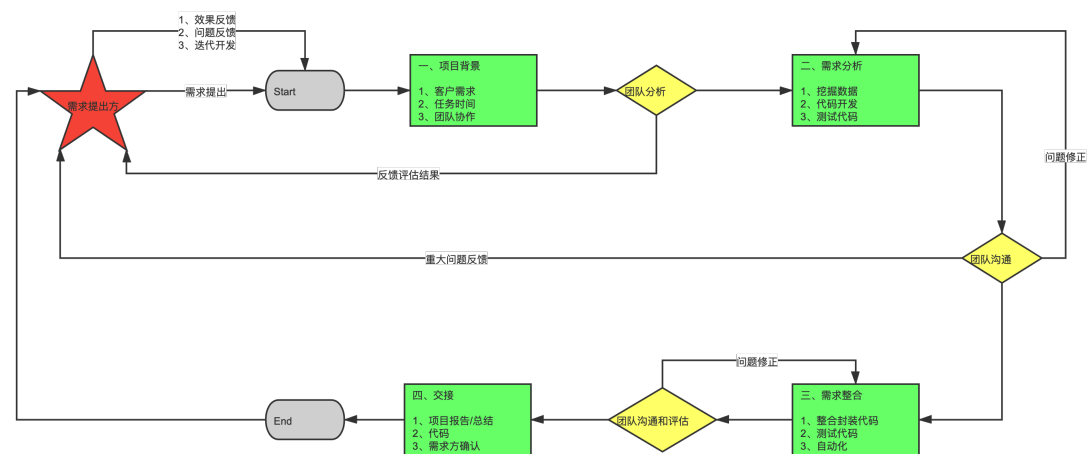 1、效果反馈
2、问题反馈
3、迭代开发
需求提出方
需求提出
Start
一、项目背景
1、客户需求
2、任务时间
3、团队协作
团队分析
二、需求分析
1、挖掘数据
2、代码开发
3、测试代码
问题修正
反馈评估结果
重大问题反馈
团队沟通
问题修正
End
四、交接
1、项目报告/总结
2、代码
3、需求方确认
团队沟通和评估
三、需求整合
1、整合封装代码
2、测试代码
3、自动化